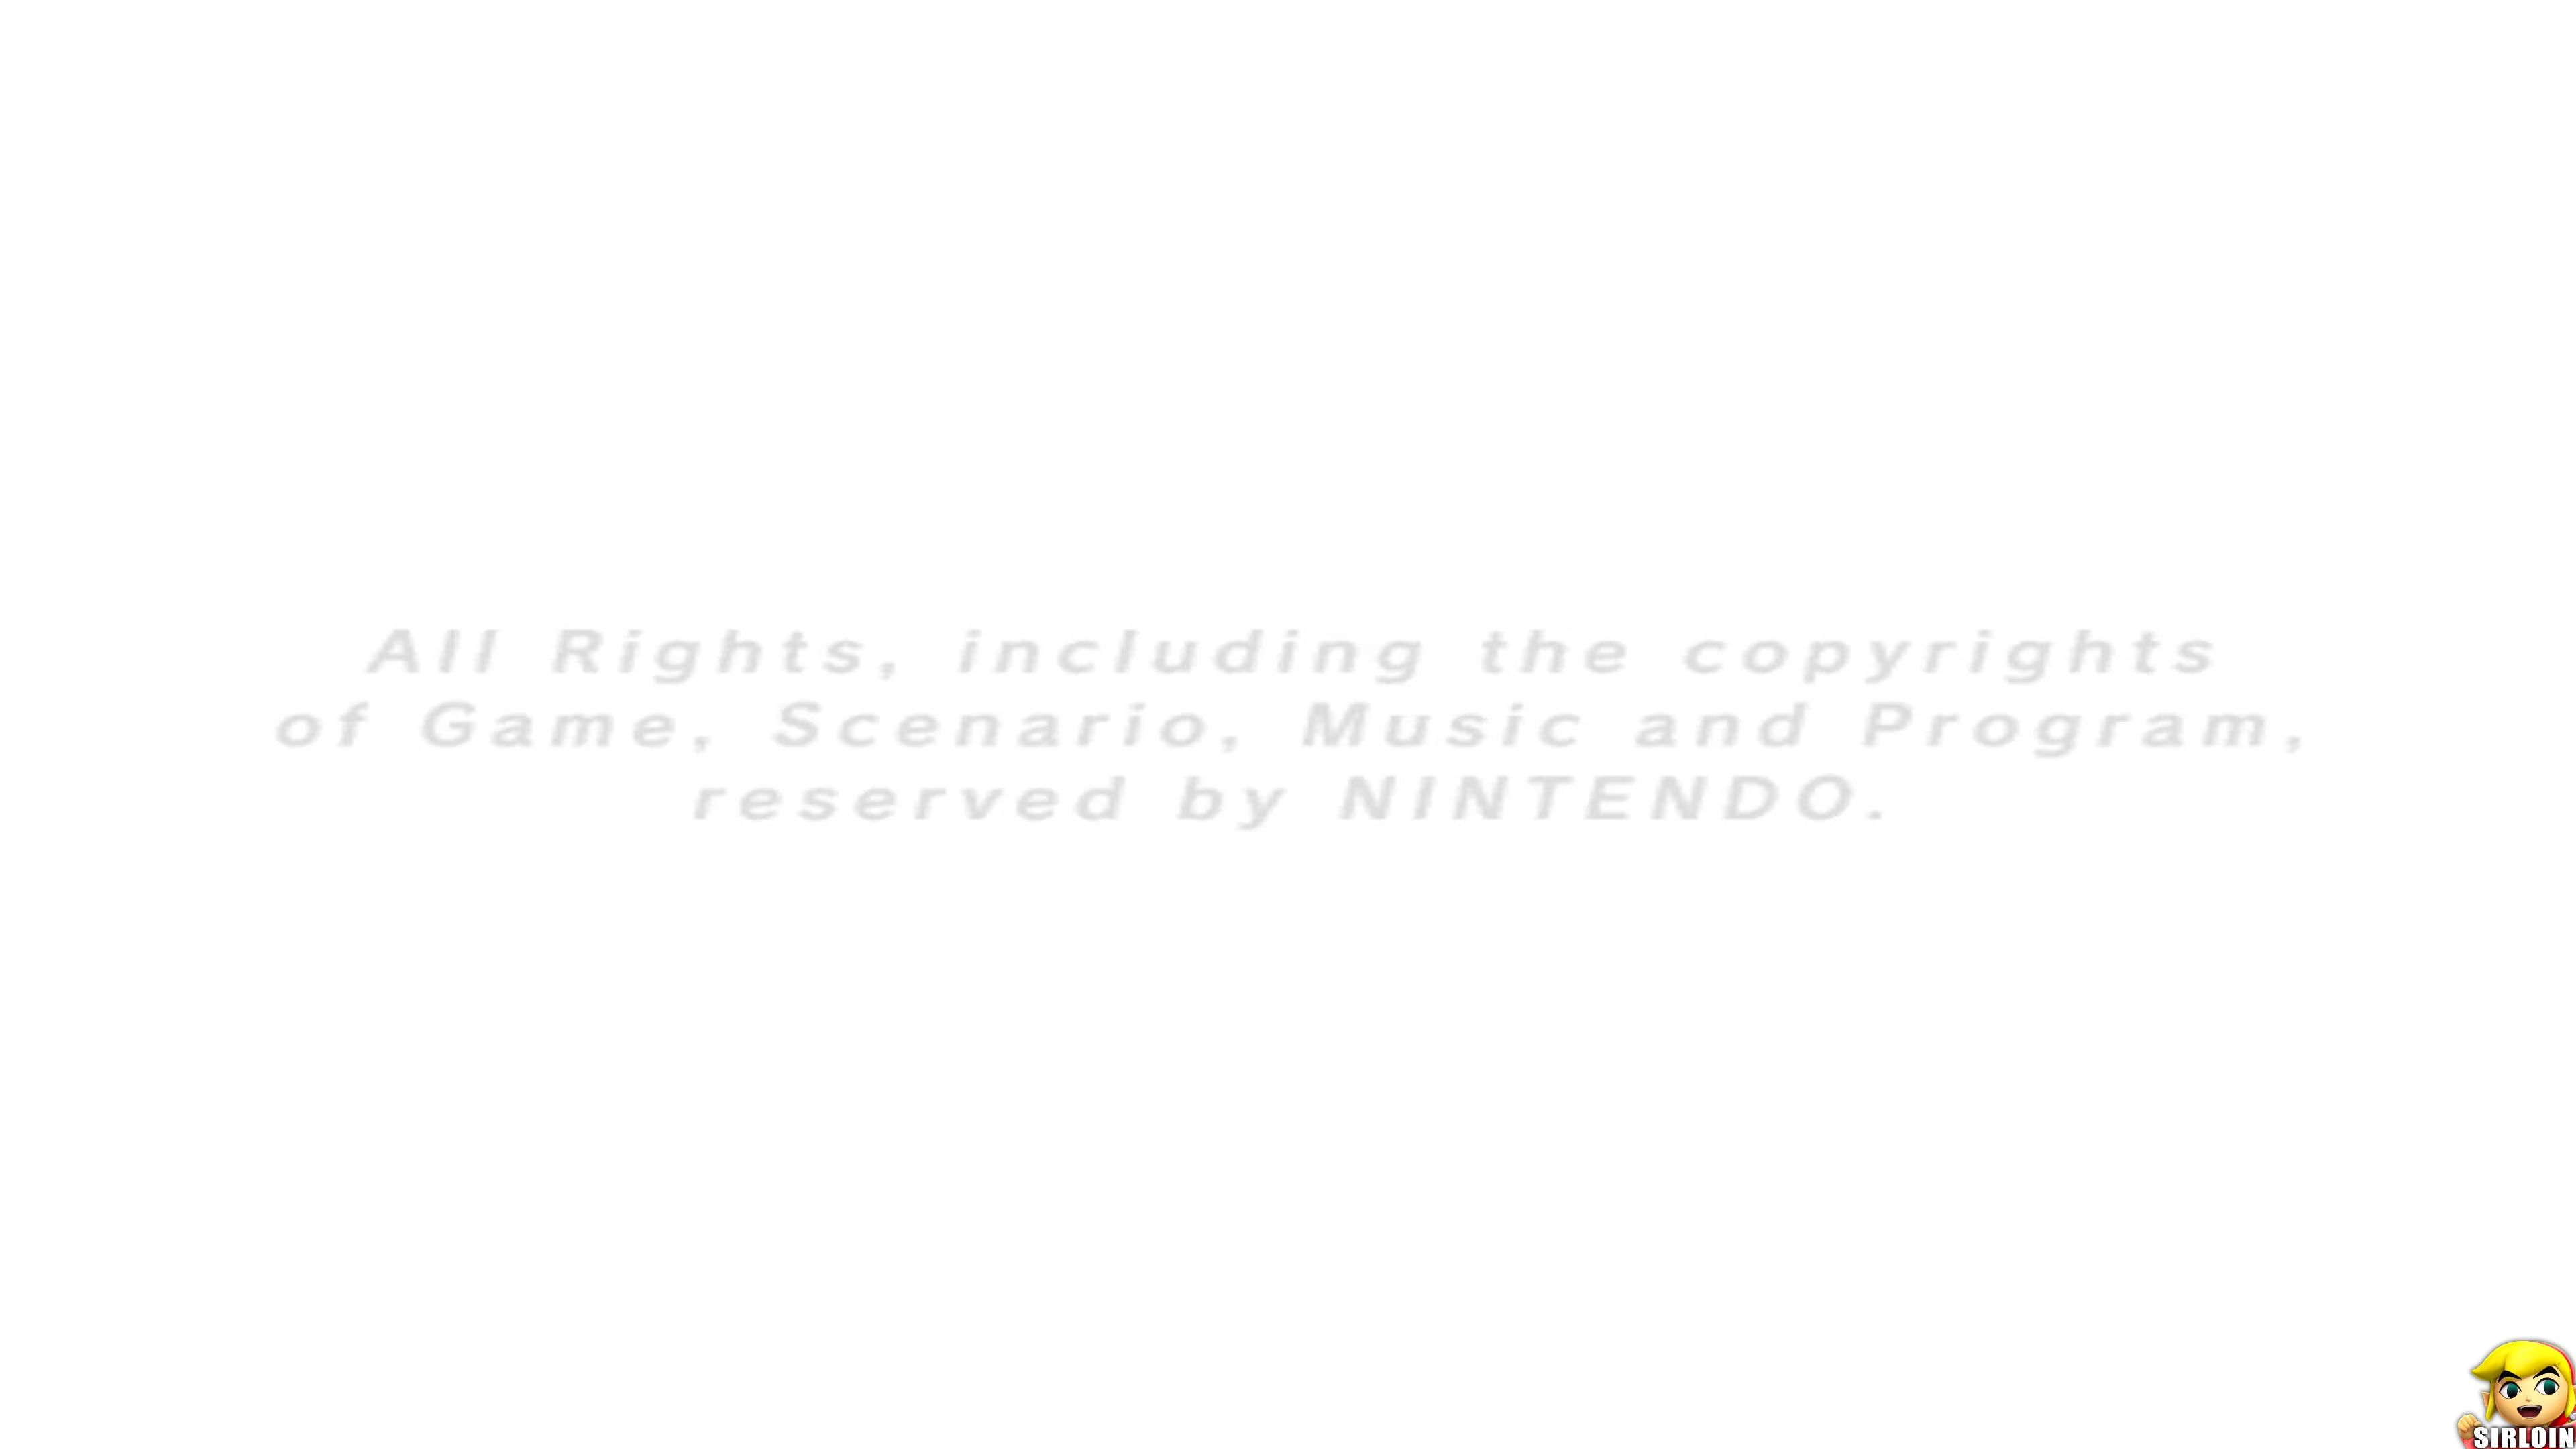 All Rights, including the copyrights
of Game, Scenario, Music and Program,
reserved by NINTENDO.
SIRLOIN